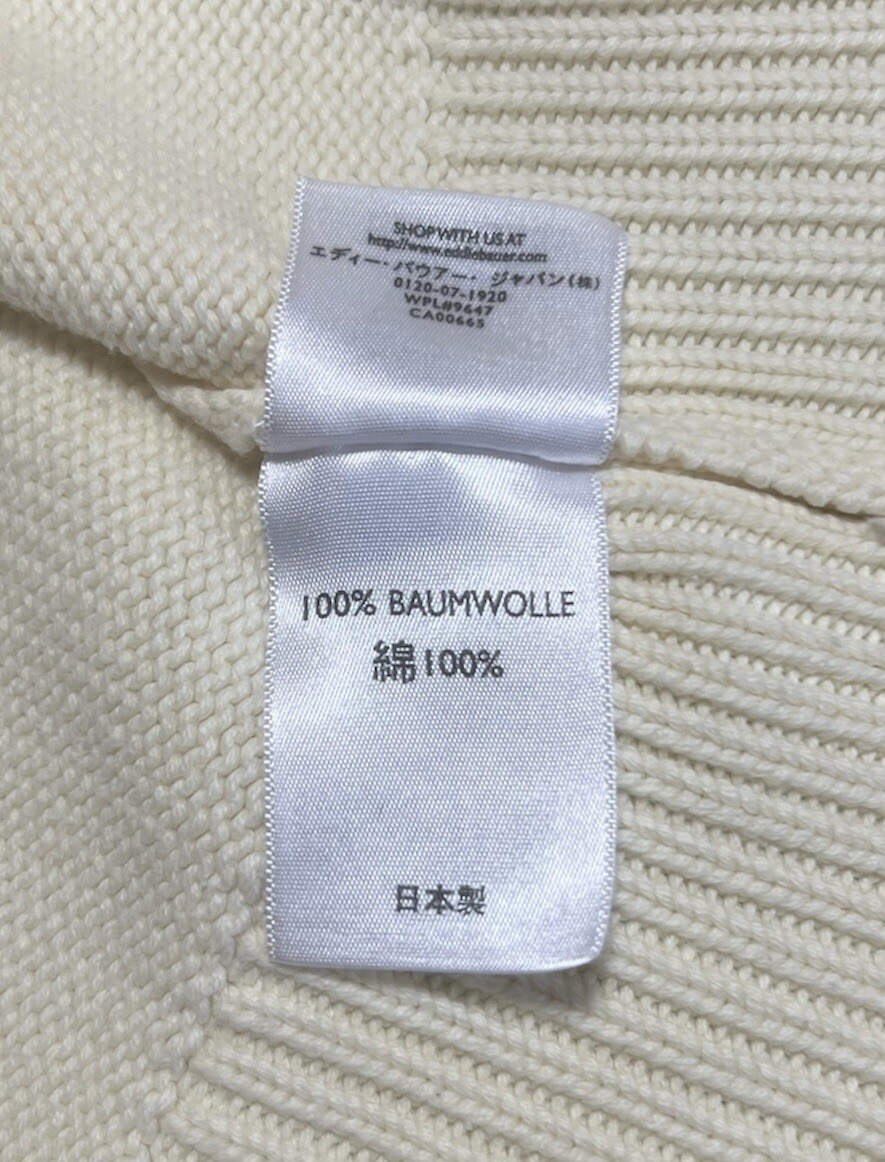 SHOP WITH US AT
http://www.eddiebauer.com
エディー・バウアー・ジャパン(株)
0120-07-1920
WPL#9647
CA00665
100% BAUMWOLLE
綿100%
日本製